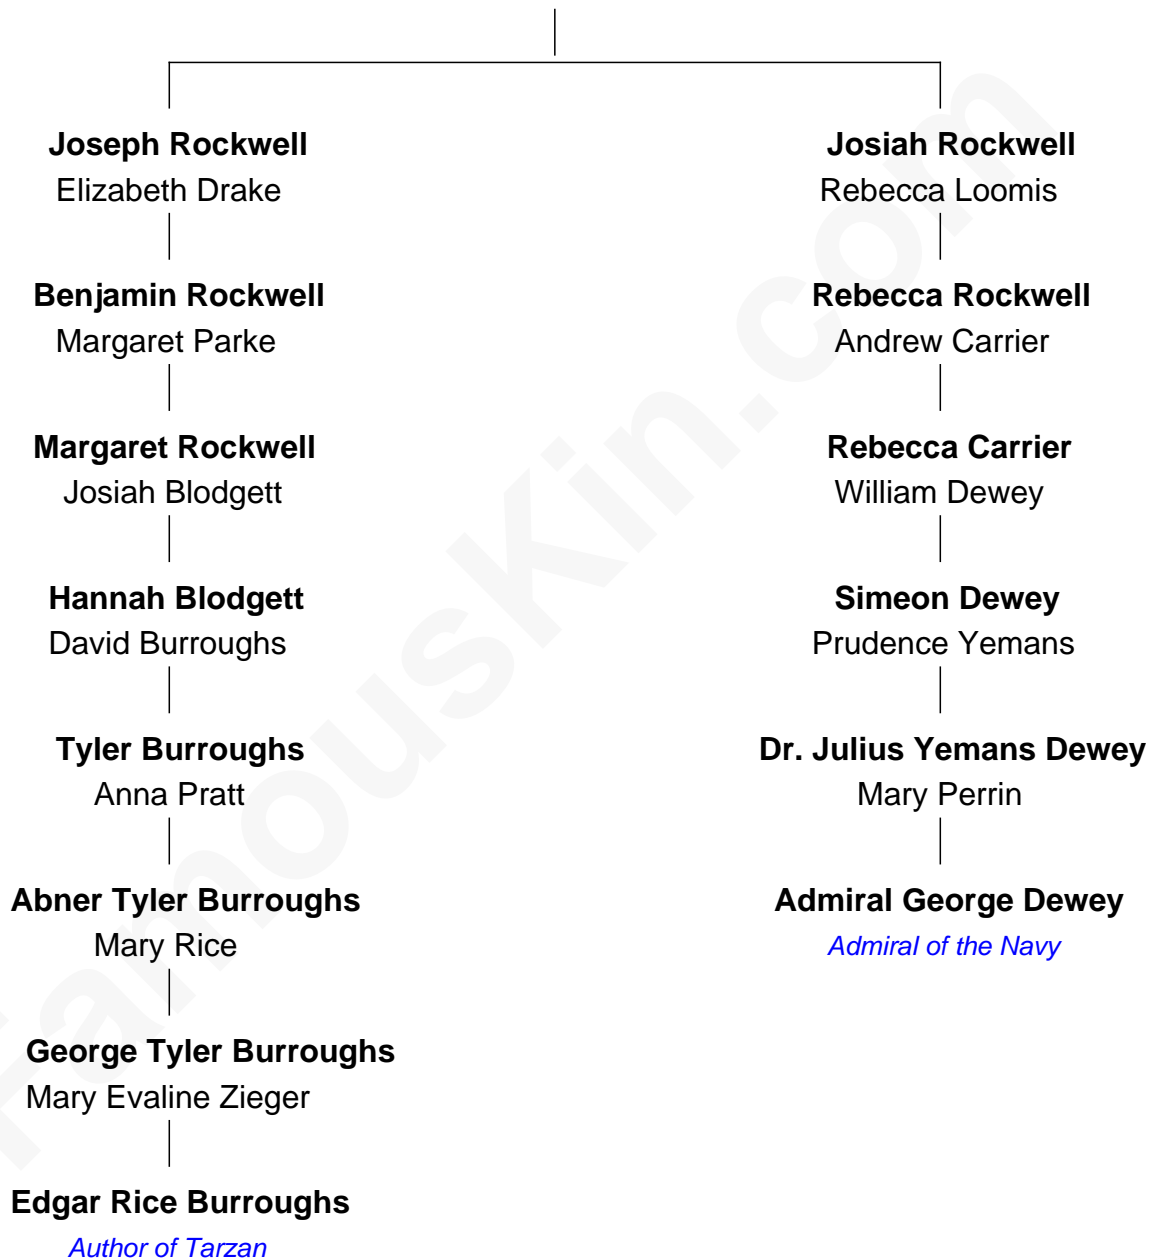 Joseph Rockwell
Elizabeth Drake
Benjamin Rockwell
Margaret Parke
Margaret Rockwell
Josiah Blodgett
Hannah Blodgett
David Burroughs
Tyler Burroughs
Anna Pratt
Abner Tyler Burroughs
Mary Rice
George Tyler Burroughs
Mary Evaline Zieger
Edgar Rice Burroughs
Author of Tarzan
Josiah Rockwell
Rebecca Loomis
Rebecca Rockwell
Andrew Carrier
Rebecca Carrier
William Dewey
Simeon Dewey
Prudence Yemans
Dr. Julius Yemans Dewey
Mary Perrin
Admiral George Dewey
Admiral of the Navy
FamousKin.com